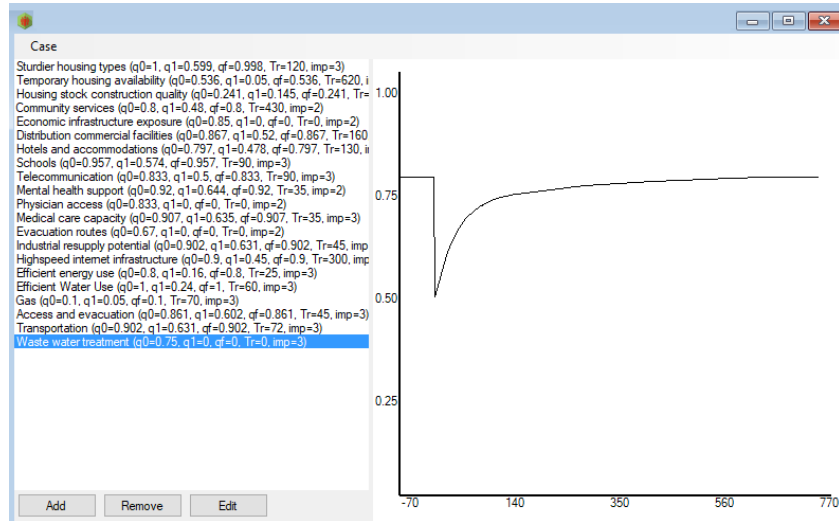 Case
Sturdier housing types (q0=1, q1=0.599, qf=0.998, Tr=120, imp=3)
Temporary housing availability (q0=0.536, q1=0.05, qf=0.536, Tr=620, i
Housing stock construction quality (q0=0.241, q1=0.145, qf=0.241, Tr=
Community services (q0=0.8, q1=0.48, qf=0.8, Tr=430, imp=2)
Economic infrastructure exposure (q0=0.85, q1=0, qf=0, Tr=0, imp=2)
Distribution commercial facilities (q0=0.867, q1=0.52, qf=0.867, Tr=160
Hotels and accommodations (q0=0.797, q1=0.478, qf=0.797, Tr=130, i
Schools (q0=0.957, q1=0.574, qf=0.957, Tr=90, imp=3)
Telecommunication (q0=0.833, q1=0.5, qf=0.833, Tr=90, imp=3)
Mental health support (q0=0.92, q1=0.644, qf=0.92, Tr=35, imp=2)
Physician access (q0=0.833, q1=0, qf=0, Tr=0, imp=2)
Medical care capacity (q0=0.907, q1=0.635, qf=0.907, Tr=35, imp=3)
Evacuation routes (q0=0.67, q1=0, qf=0, Tr=0, imp=2)
Industrial resupply potential (q0=0.902, q1=0.631, qf=0.902, Tr=45, imp
Highspeed internet infrastructure (q0=0.9, q1=0.45, qf=0.9, Tr=300, imp
Efficient energy use (q0=0.8, q1=0.16, qf=0.8, Tr=25, imp=3)
Efficient Water Use (q0=1, q1=0.24, qf=1, Tr=60, imp=3)
Gas (q0=0.1, q1=0.05, qf=0.1, Tr=70, imp=3)
Access and evacuation (q0=0.861, q1=0.602, qf=0.861, Tr=45, imp=3)
Transportation (q0=0.902, q1=0.631, qf=0.902, Tr=72, imp=3)
Waste water treatment (q0=0.75, q1=0, qf=0, Tr=0, imp=3)
Add Remove Edit
1.00
0.75
0.50
0.25
-70 140 350 560 770